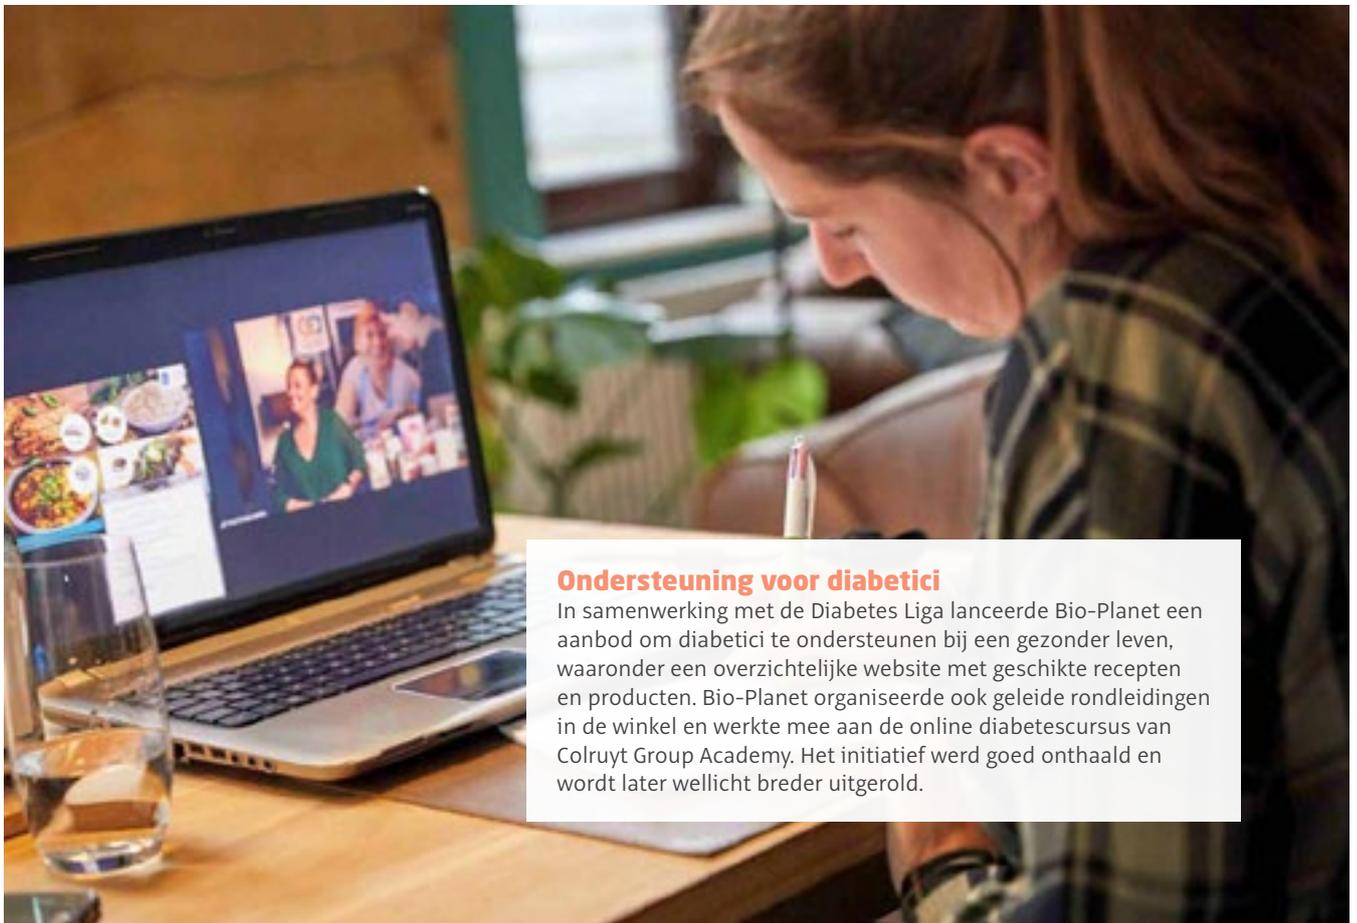 Ondersteuning voor diabetici
In samenwerking met de Diabetes Liga lanceerde Bio-Planet een
aanbod om diabetici te ondersteunen bij een gezonder leven,
waaronder een overzichtelijke website met geschikte recepten
en producten. Bio-Planet organiseerde ook geleide rondleidingen
in de winkel en werkte mee aan de online diabetescursus van
Colruyt Group Academy. Het initiatief werd goed onthaald en
wordt later wellicht breder uitgerold.